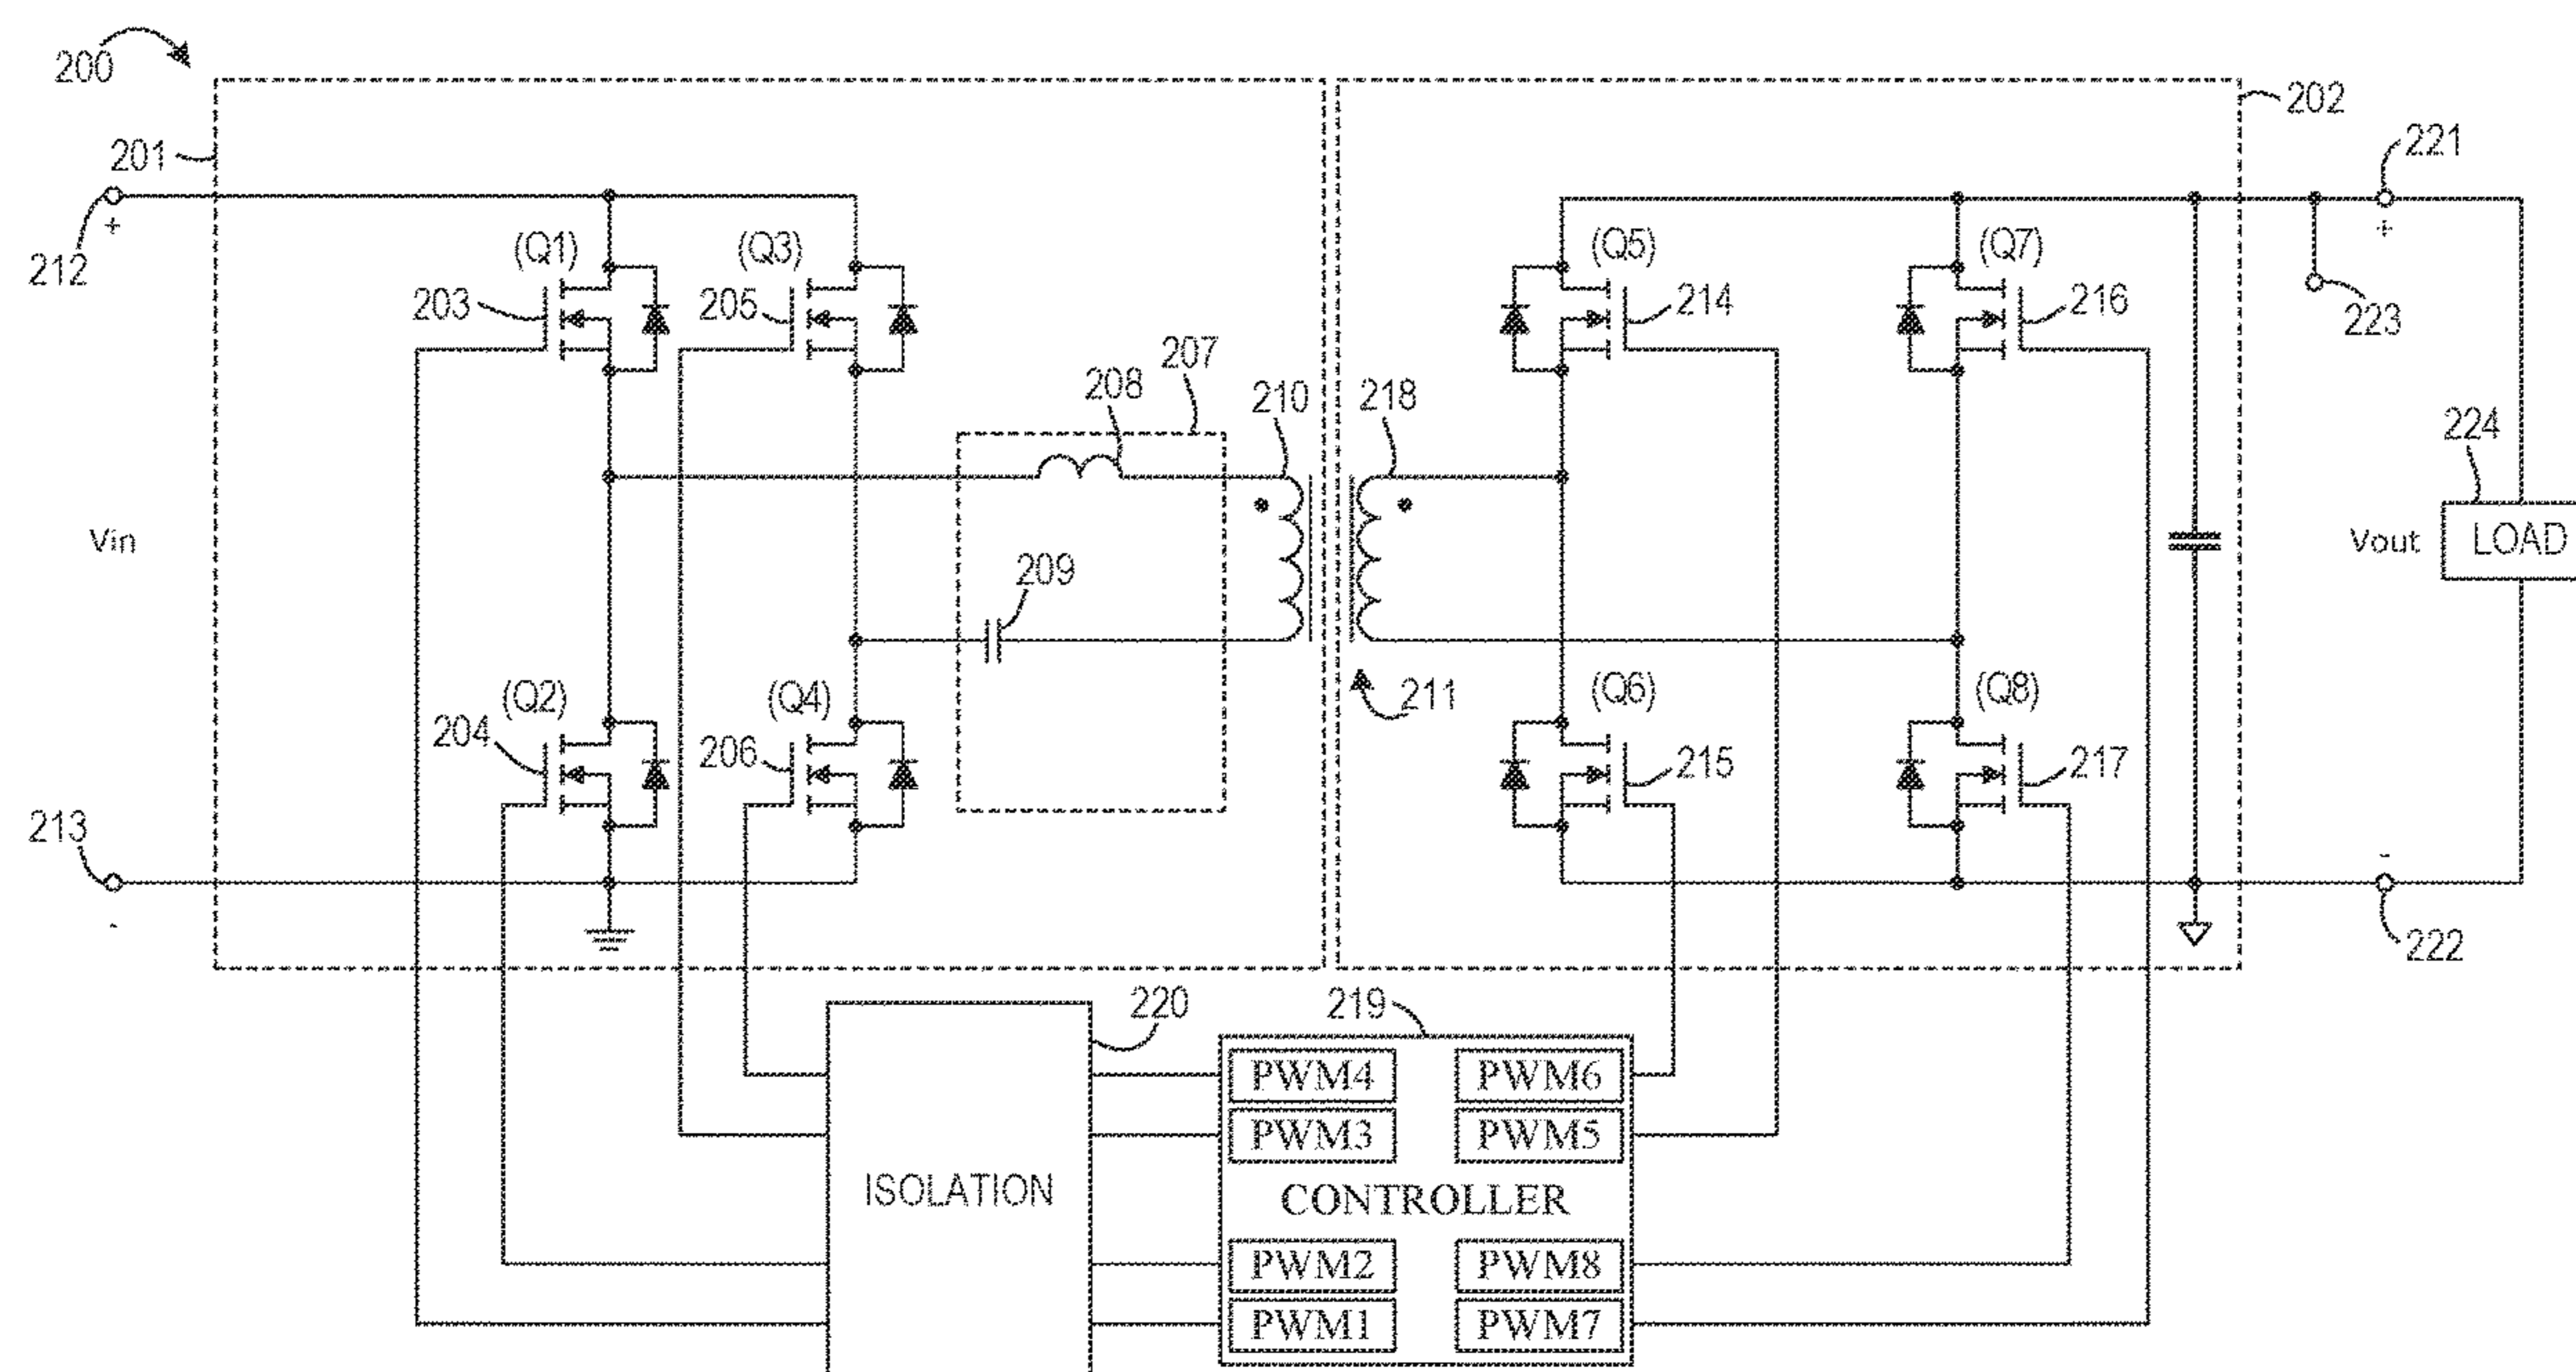 200
201
202
221
+
212
+
(Q1)
(Q3)
(Q5)
(Q7)
203
205
214
216
223
207
208
210
218
224
Vin
Vout
LOAD
209
(Q2)
(Q4)
211
(Q6)
(Q8)
204
206
215
217
213
-
-
222
220
219
PWM4
PWM6
PWM3
PWM5
ISOLATION
CONTROLLER
PWM2
PWM8
PWM1
PWM7